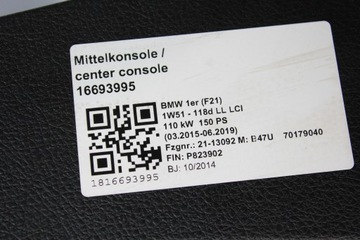 Mittelkonsole /
center console
16693995
BMW 1er (F21)
1W51 - 118d LL LCI
110 kW 150 PS
(03.2015-06.2019)
Fzgnr.: 21-13092 M: B47U 70179040
FIN: P823902
BJ: 10/2014
1816693995